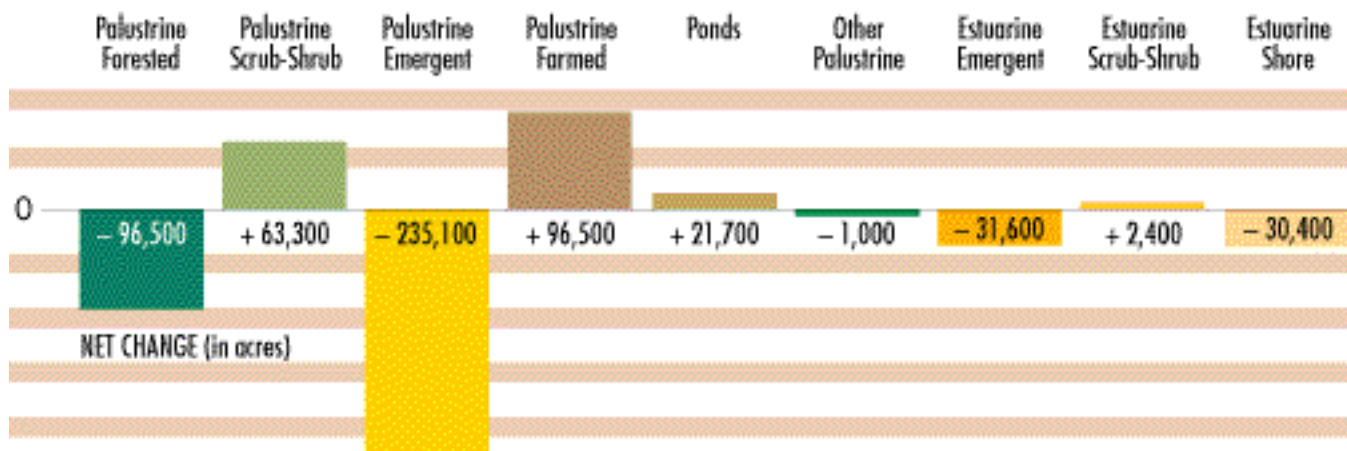 Palustrine
Forested
Palustrine
Scrub-Shrub
Palustrine
Emergent
Palustrine
Farmed
Ponds
Other
Palustrine
Estuarine
Emergent
Estuarine
Scrub-Shrub
Estuarine
Shore
0
– 96,500
+ 63,300
– 235,100
+ 96,500
+ 21,700
– 1,000
– 31,600
+ 2,400
– 30,400
NET CHANGE (in acres)